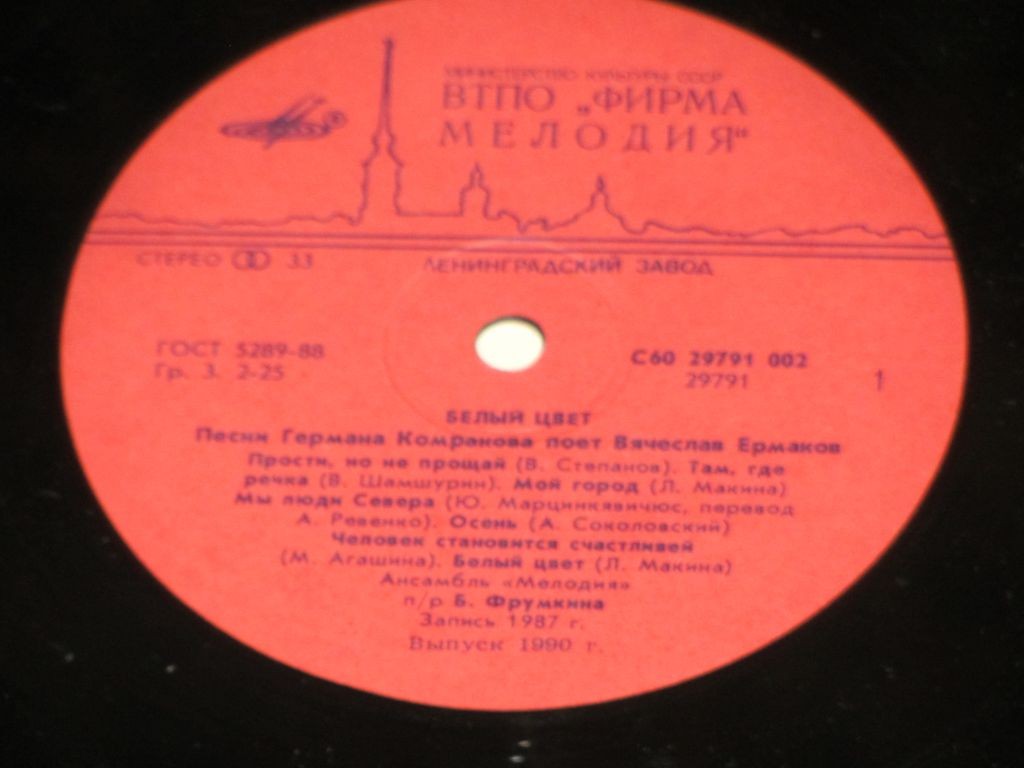 МИНИСТЕРСТВО КУЛЬТУРЫ СССР
ВТПО „ФИРМА
МЕЛОДИЯ“
СТЕРЕО 33
ЛЕНИНГРАДСКИЙ ЗАВОД
ГОСТ 5289-88
Гр. 3. 2-25
С60 29791 002
29791
1
БЕЛЫЙ ЦВЕТ
Песни Германа Комракова поет Вячеслав Ермаков
Прости, но не прощай (В. Степанов). Там, где
речка (В. Шамшурин). Мой город (Л. Макина)
Мы люди Севера (Ю. Марцинкявичюс, перевод
А. Ревенко). Осень (А. Соколовский)
Человек становится счастливей
(М. Агашина). Белый цвет (Л. Макина)
Ансамбль «Мелодия»
п/р Б. Фрумкина
Запись 1987 г.
Выпуск 1990 г.